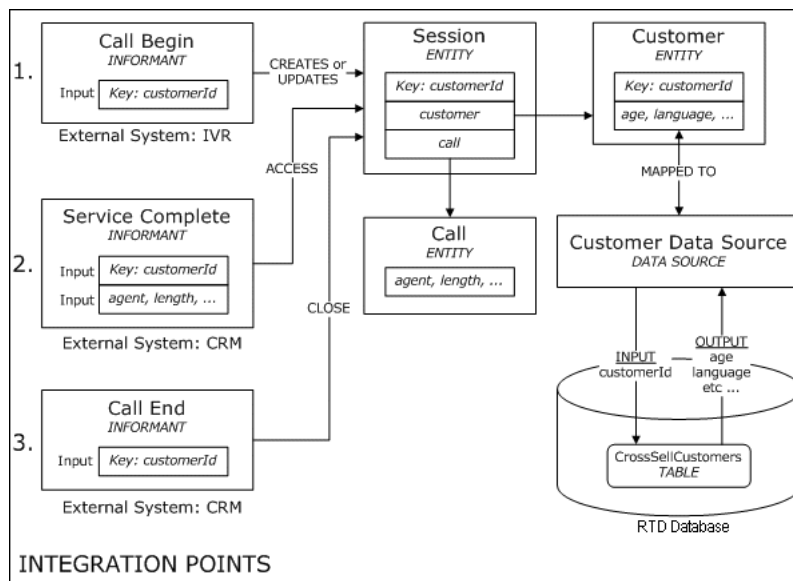 1.
Call Begin
INFORMANT
Input
Key: customerId
External System: IVR
CREATES or
UPDATES
Session
ENTITY
Key: customerId
customer
call
Customer
ENTITY
Key: customerId
age, language, ...
ACCESS
MAPPED TO
2.
Service Complete
INFORMANT
Input
Key: customerId
Input
agent, length, ...
External System: CRM
CLOSE
Call
ENTITY
agent, length, ...
Customer Data Source
DATA SOURCE
INPUT
customerId
OUTPUT
age
language
etc ...
3.
Call End
INFORMANT
Input
Key: customerId
External System: CRM
CrossSellCustomers
TABLE
RTD Database
INTEGRATION POINTS